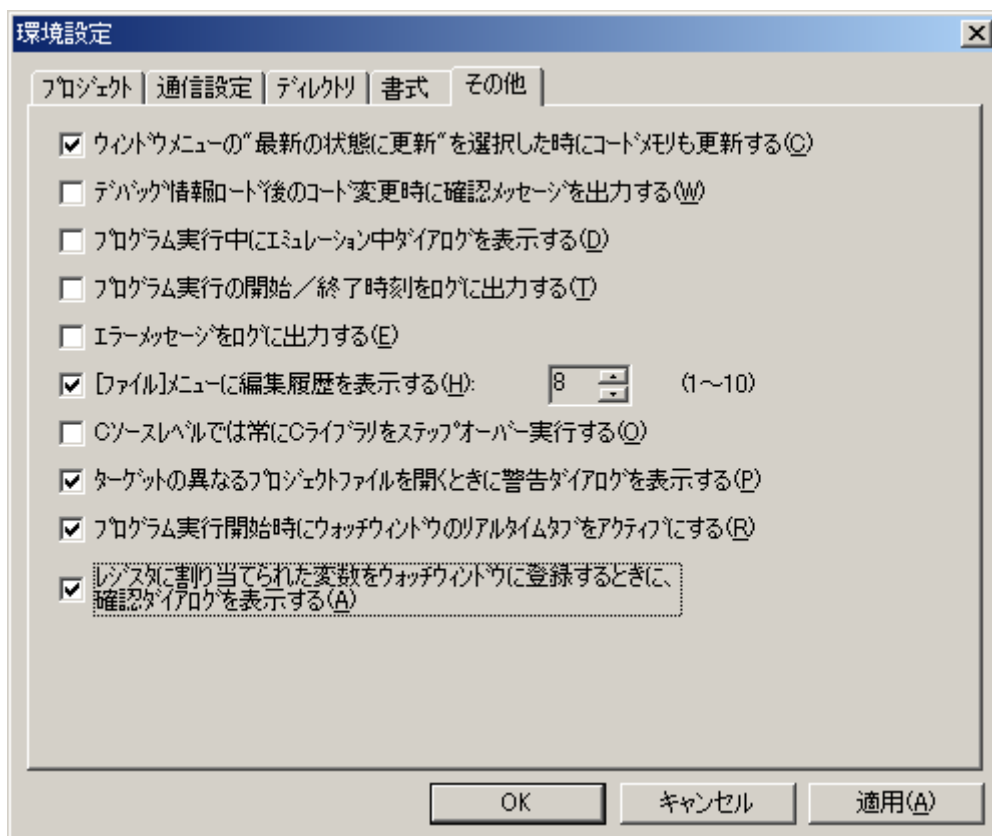 環境設定
プロジェクト 通信設定 ディレクトリ 書式 その他
ウィンドウメニューの“最新の状態に更新”を選択した時にコードメモリも更新する(C)
デバッグ情報ロード後のコード変更時に確認メッセージを出力する(W)
プログラム実行中にエミュレーション中ダイアログを表示する(D)
プログラム実行の開始／終了時刻をログに出力する(T)
エラーメッセージをログに出力する(E)
[ファイル]メニューに編集履歴を表示する(H): 8 (1～10)
Cソースレベルでは常にCライブラリをステップオーバー実行する(O)
ターゲットの異なるプロジェクトファイルを開くときに警告ダイアログを表示する(P)
プログラム実行開始時にウォッチウィンドウのリアルタイムタブをアクティブにする(R)
レジスタに割り当てられた変数をウォッチウィンドウに登録するときに、
確認ダイアログを表示する(A)
OK キャンセル 適用(A)